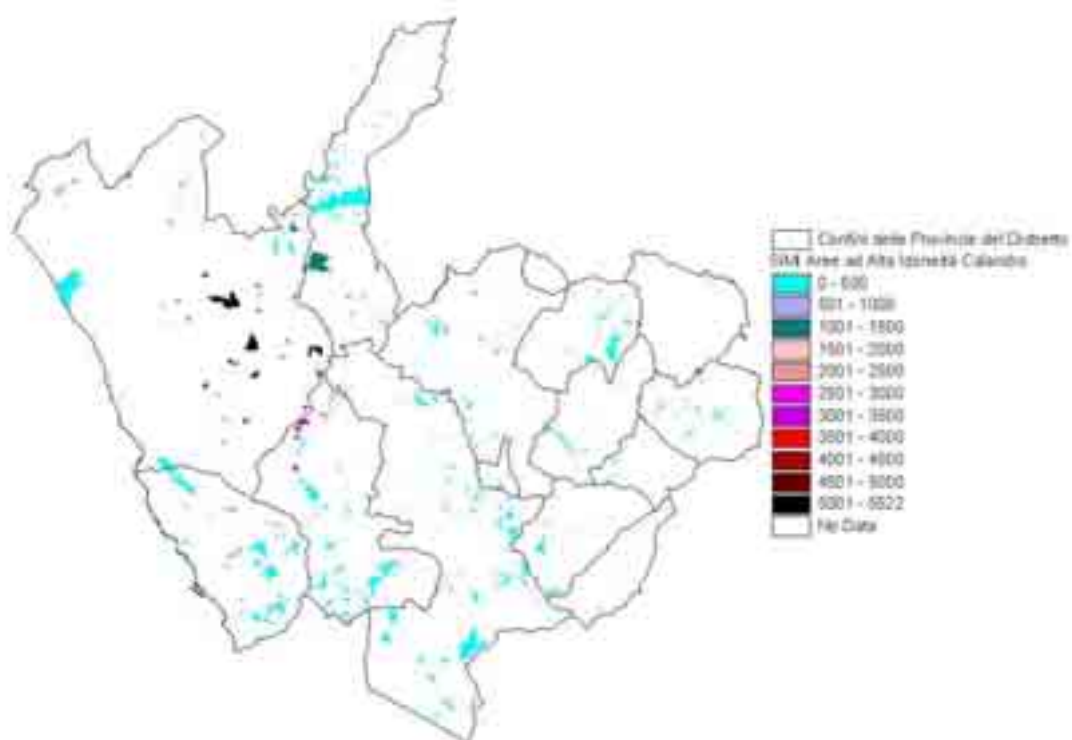 Confini delle Provincie del Distretto
SIMI Aree ad Alta Idoneità Calandro
0 - 500
501 - 1000
1001 - 1500
1501 - 2000
2001 - 2500
2501 - 3000
3001 - 3500
3501 - 4000
4001 - 4500
4501 - 5000
5001 - 5522
No Data